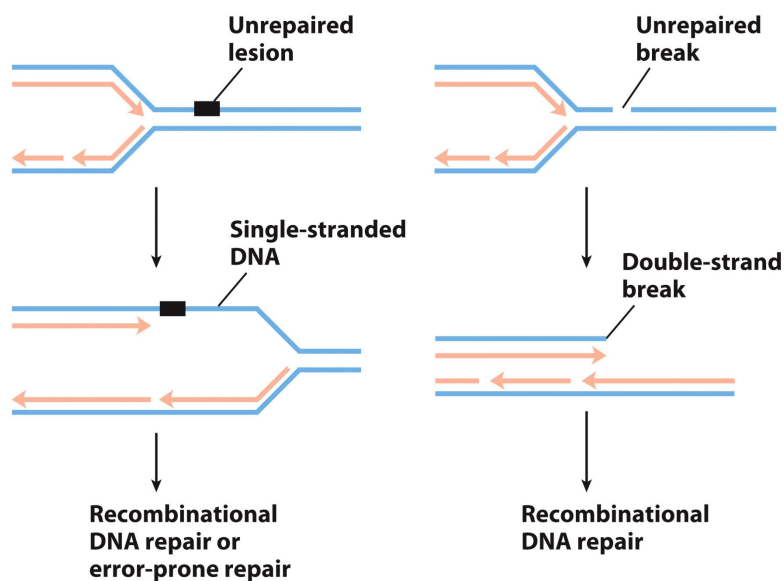 Unrepaired
lesion
Single-stranded
DNA
Recombinational
DNA repair or
error-prone repair
Unrepaired
break
Double-strand
break
Recombinational
DNA repair